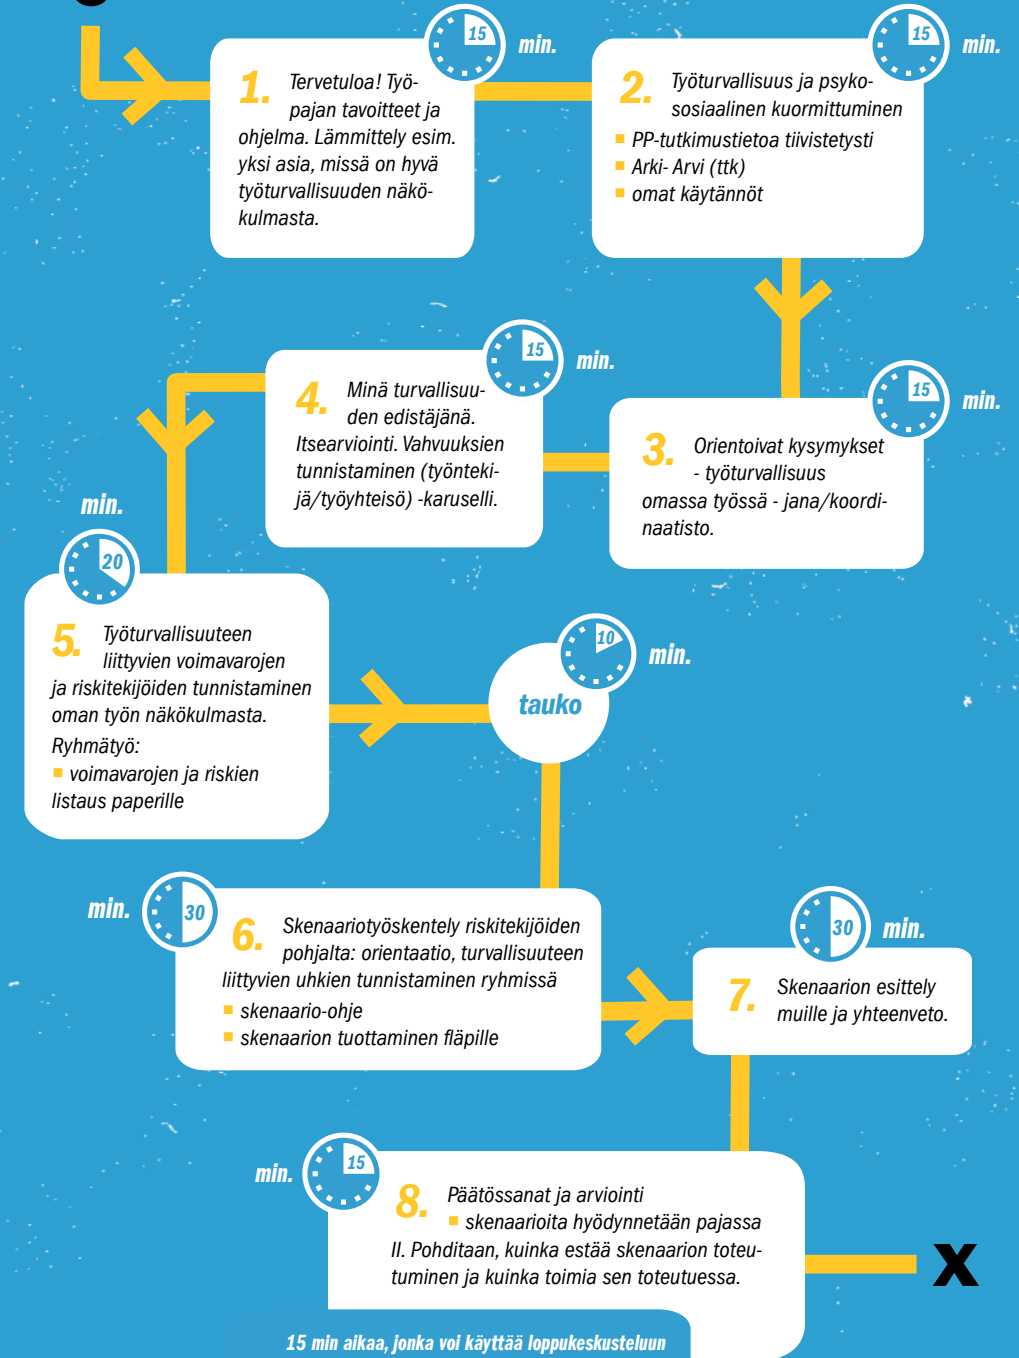 15
min.
1. Tervetuloa! Työ-
pajan tavoitteet ja
ohjelma. Lämmittely esim.
yksi asia, missä on hyvä
työturvallisuuden näkö-
kulmasta.
15
min.
2. Työturvallisuus ja psyko-
sosiaalinen kuormittuminen
■ PP-tutkimustietoa tiivistetysti
■ Arki- Arvi (ttk)
■ omat käytännöt
15
min.
3. Orientoivat kysymykset
- työturvallisuus
omassa työssä - jana/koordi-
naatisto.
15
min.
4. Minä turvallisuu-
den edistäjänä.
Itsearviointi. Vahvuuksien
tunnistaminen (työnteki-
jä/työyhteisö) -karuselli.
min.
20
5. Työturvallisuuteen
liittyvien voimavarojen
ja riskitekijöiden tunnistaminen
oman työn näkökulmasta.
Ryhmätyö:
■ voimavarojen ja riskien
listaus paperille
10
min.
tauko
min.
30
6. Skenaariotyöskentely riskitekijöiden
pohjalta: orientaatio, turvallisuuteen
liittyvien uhkien tunnistaminen ryhmissä
■ skenaario-ohje
■ skenaarion tuottaminen fläpille
30
min.
7. Skenaarion esittely
muille ja yhteenveto.
min.
15
8. Päätössanat ja arviointi
■ skenaarioita hyödynnetään pajassa
II. Pohditaan, kuinka estää skenaarion toteu-
tuminen ja kuinka toimia sen toteutuessa.
X
15 min aikaa, jonka voi käyttää loppukeskusteluun